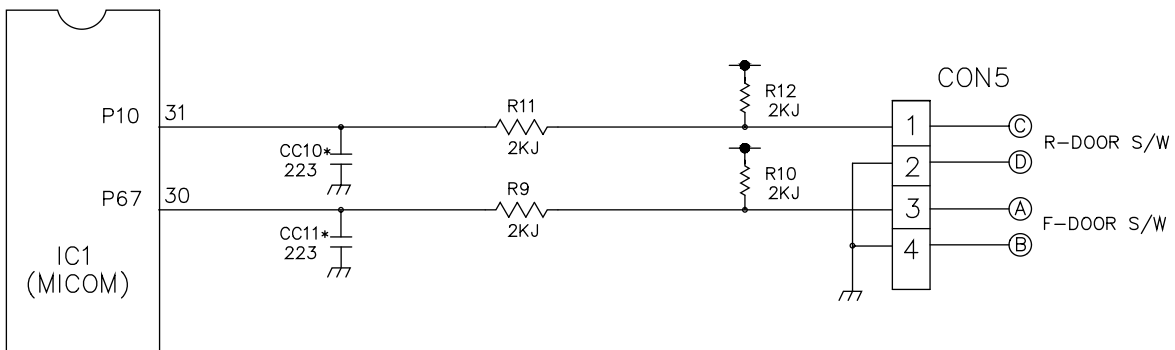 CON5
R12
2KJ
P10
31
R11
2KJ
1
C
R-DOOR S/W
CC10*
223
2
D
R10
2KJ
P67
30
R9
2KJ
3
A
F-DOOR S/W
CC11*
223
4
B
IC1
(MICOM)